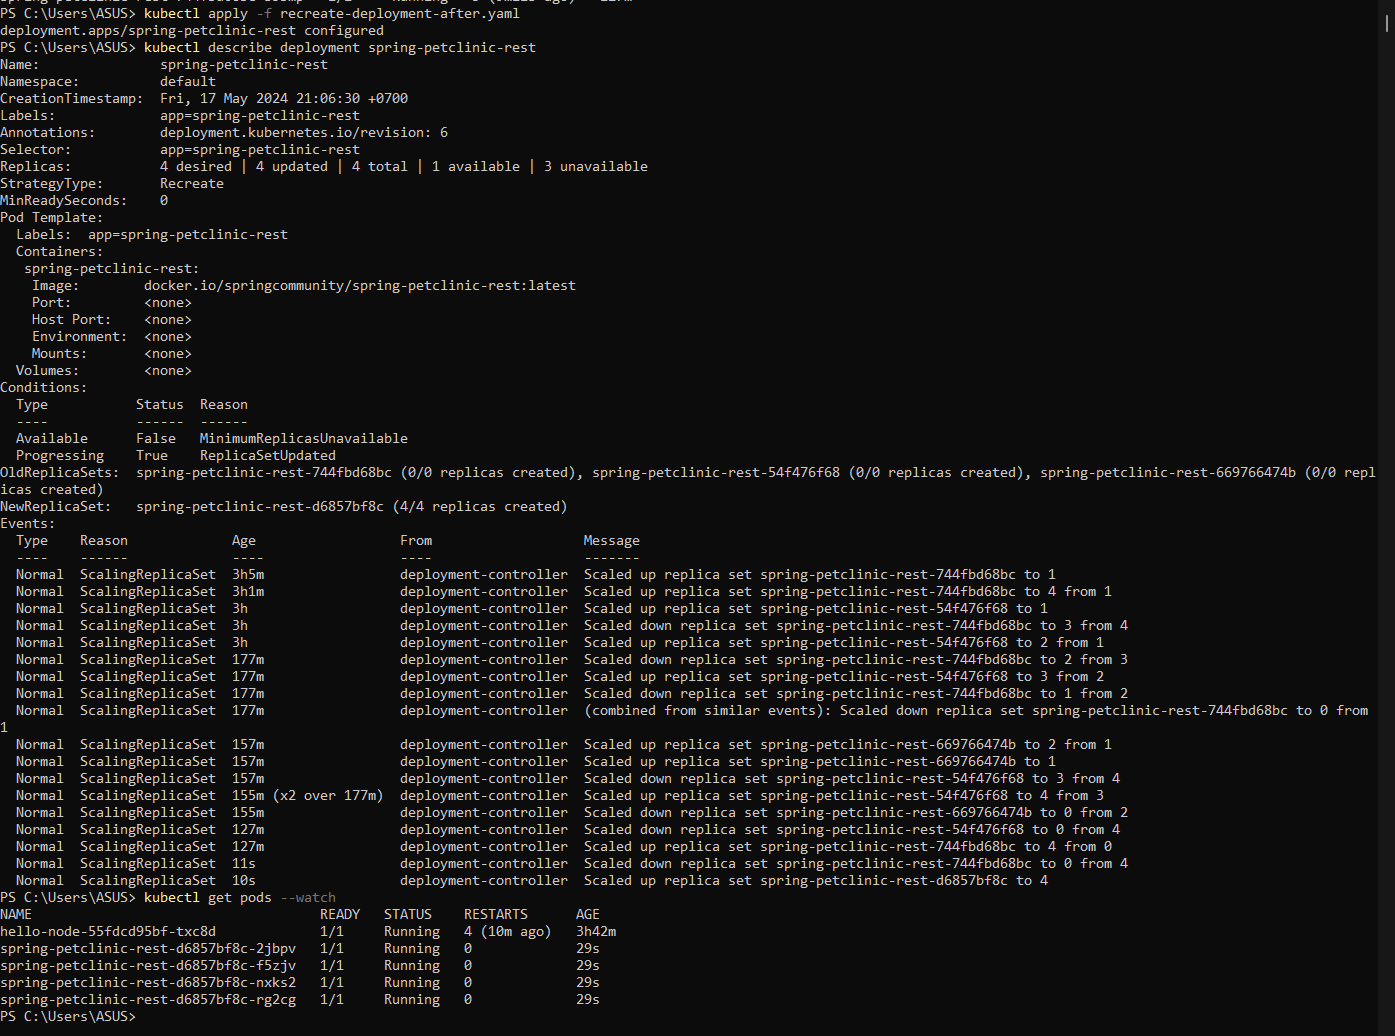 PS C:\Users\ASUS> kubectl apply -f recreate-deployment-after.yaml
deployment.apps/spring-petclinic-rest configured
PS C:\Users\ASUS> kubectl describe deployment spring-petclinic-rest
Name:                   spring-petclinic-rest
Namespace:              default
CreationTimestamp:  Fri, 17 May 2024 21:06:30 +0700
Labels:                 app=spring-petclinic-rest
Annotations:            deployment.kubernetes.io/revision: 6
Selector:               app=spring-petclinic-rest
Replicas:               4 desired | 4 updated | 4 total | 1 available | 3 unavailable
StrategyType:           Recreate
MinReadySeconds:        0
Pod Template:
  Labels:  app=spring-petclinic-rest
  Containers:
   spring-petclinic-rest:
    Image:        docker.io/springcommunity/spring-petclinic-rest:latest
    Port:         <none>
    Host Port:    <none>
    Environment:  <none>
    Mounts:       <none>
  Volumes:        <none>
Conditions:
  Type           Status  Reason
  ----           ------  ------
  Available      False   MinimumReplicasUnavailable
  Progressing    True    ReplicaSetUpdated
OldReplicaSets:  spring-petclinic-rest-744fbd68bc (0/0 replicas created), spring-petclinic-rest-54f476f68 (0/0 replicas created), spring-petclinic-rest-669766474b (0/0 repl
icas created)
NewReplicaSet:   spring-petclinic-rest-d6857bf8c (4/4 replicas created)
Events:
  Type    Reason             Age                  From                   Message
  ----    ------             ----                 ----                   -------
  Normal  ScalingReplicaSet  3h5m                 deployment-controller  Scaled up replica set spring-petclinic-rest-744fbd68bc to 1
  Normal  ScalingReplicaSet  3h1m                 deployment-controller  Scaled up replica set spring-petclinic-rest-744fbd68bc to 4 from 1
  Normal  ScalingReplicaSet  3h                   deployment-controller  Scaled up replica set spring-petclinic-rest-54f476f68 to 1
  Normal  ScalingReplicaSet  3h                   deployment-controller  Scaled down replica set spring-petclinic-rest-744fbd68bc to 3 from 4
  Normal  ScalingReplicaSet  3h                   deployment-controller  Scaled up replica set spring-petclinic-rest-54f476f68 to 2 from 1
  Normal  ScalingReplicaSet  177m                 deployment-controller  Scaled down replica set spring-petclinic-rest-744fbd68bc to 2 from 3
  Normal  ScalingReplicaSet  177m                 deployment-controller  Scaled up replica set spring-petclinic-rest-54f476f68 to 3 from 2
  Normal  ScalingReplicaSet  177m                 deployment-controller  Scaled down replica set spring-petclinic-rest-744fbd68bc to 1 from 2
  Normal  ScalingReplicaSet  177m                 deployment-controller  (combined from similar events): Scaled down replica set spring-petclinic-rest-744fbd68bc to 0 from
1
  Normal  ScalingReplicaSet  157m                 deployment-controller  Scaled up replica set spring-petclinic-rest-669766474b to 2 from 1
  Normal  ScalingReplicaSet  157m                 deployment-controller  Scaled up replica set spring-petclinic-rest-669766474b to 1
  Normal  ScalingReplicaSet  157m                 deployment-controller  Scaled down replica set spring-petclinic-rest-54f476f68 to 3 from 4
  Normal  ScalingReplicaSet  155m (x2 over 177m)  deployment-controller  Scaled up replica set spring-petclinic-rest-54f476f68 to 4 from 3
  Normal  ScalingReplicaSet  155m                 deployment-controller  Scaled down replica set spring-petclinic-rest-669766474b to 0 from 2
  Normal  ScalingReplicaSet  127m                 deployment-controller  Scaled down replica set spring-petclinic-rest-54f476f68 to 0 from 4
  Normal  ScalingReplicaSet  127m                 deployment-controller  Scaled up replica set spring-petclinic-rest-744fbd68bc to 4 from 0
  Normal  ScalingReplicaSet  11s                  deployment-controller  Scaled down replica set spring-petclinic-rest-744fbd68bc to 0 from 4
  Normal  ScalingReplicaSet  10s                  deployment-controller  Scaled up replica set spring-petclinic-rest-d6857bf8c to 4
PS C:\Users\ASUS> kubectl get pods --watch
NAME                                    READY   STATUS    RESTARTS      AGE
hello-node-55fdcd95bf-txc8d             1/1     Running   4 (10m ago)   3h42m
spring-petclinic-rest-d6857bf8c-2jbpv   1/1     Running   0             29s
spring-petclinic-rest-d6857bf8c-f5zjv   1/1     Running   0             29s
spring-petclinic-rest-d6857bf8c-nxks2   1/1     Running   0             29s
spring-petclinic-rest-d6857bf8c-rg2cg   1/1     Running   0             29s
PS C:\Users\ASUS>